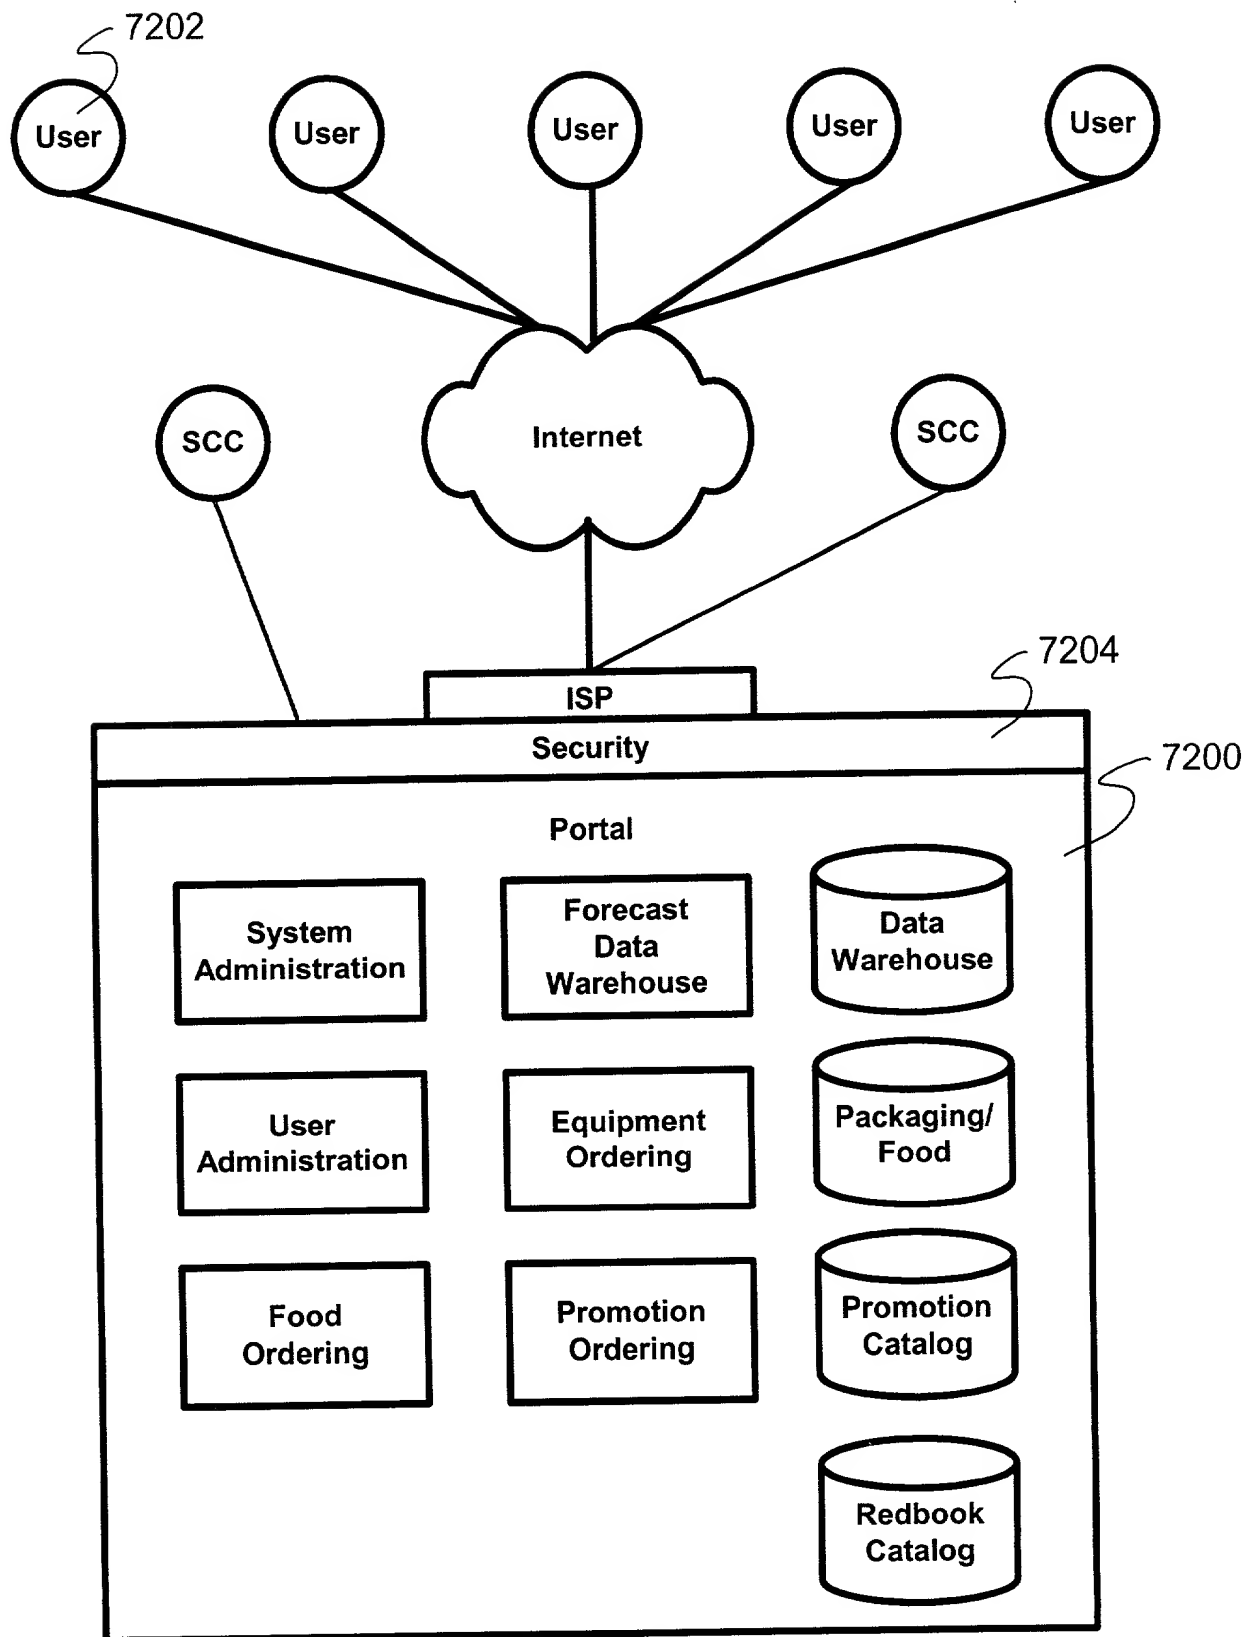 7202
User
User
User
User
User
SCC
Internet
SCC
7204
ISP
Security
7200
Portal
System
Administration
Forecast
Data
Warehouse
Data
Warehouse
User
Administration
Equipment
Ordering
Packaging/
Food
Food
Ordering
Promotion
Ordering
Promotion
Catalog
Redbook
Catalog